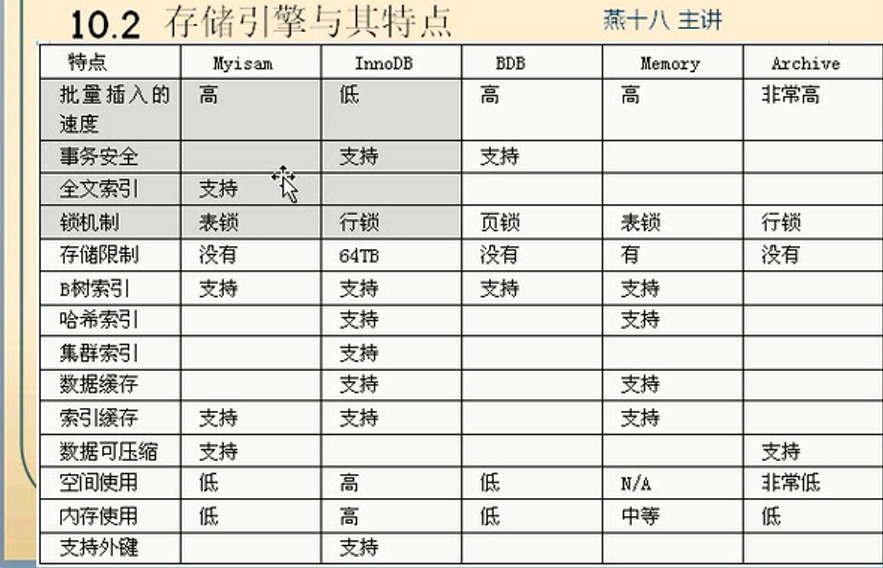 10.2 存储引擎与其特点 燕十八 主讲
特点 Myisam InnoDB BDB Memory Archive
批量插入的 高 低 高 高 非常高
速度
事务安全 支持 支持
全文索引 支持
锁机制 表锁 行锁 页锁 表锁 行锁
存储限制 没有 64TB 没有 有 没有
B树索引 支持 支持 支持 支持
哈希索引 支持 支持
集群索引 支持
数据缓存 支持 支持
索引缓存 支持 支持 支持
数据可压缩 支持 支持
空间使用 低 高 低 N/A 非常低
内存使用 低 高 低 中等 低
支持外键 支持